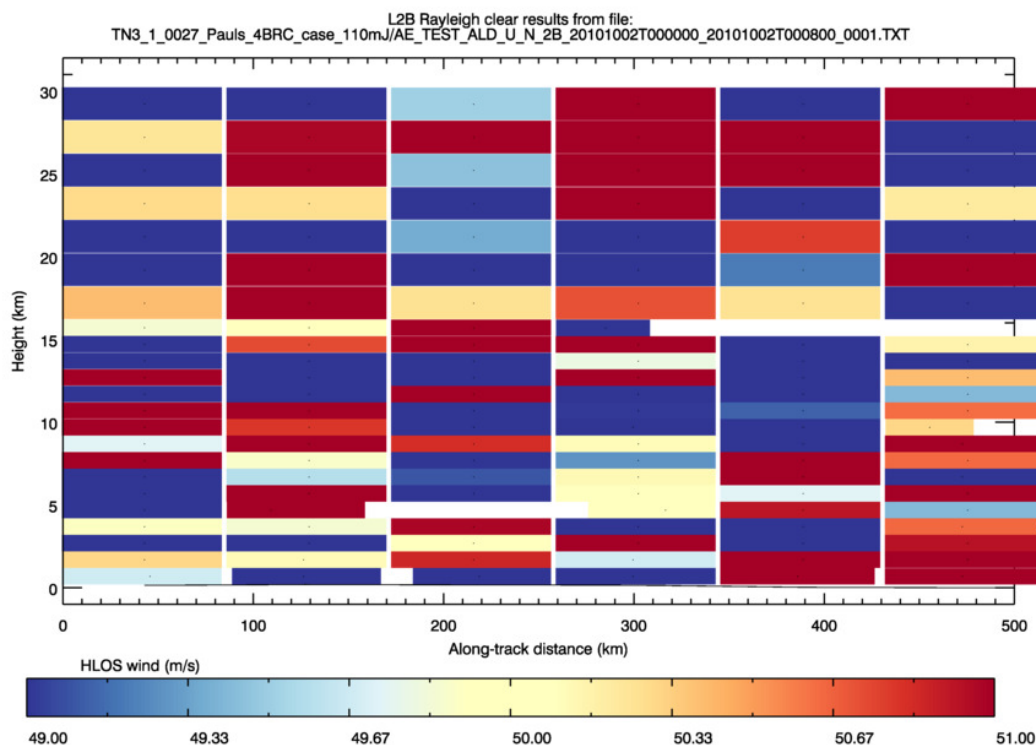 L2B Rayleigh clear results from file:
TN3_1_0027_Pauls_4BRC_case_110mJ/AE_TEST_ALD_U_N_2B_20101002T000000_20101002T000800_0001.TXT
30
25
20
15
10
5
0
Height (km)
0 100 200 300 400 500
Along-track distance (km)
HLOS wind (m/s)
49.00 49.33 49.67 50.00 50.33 50.67 51.00